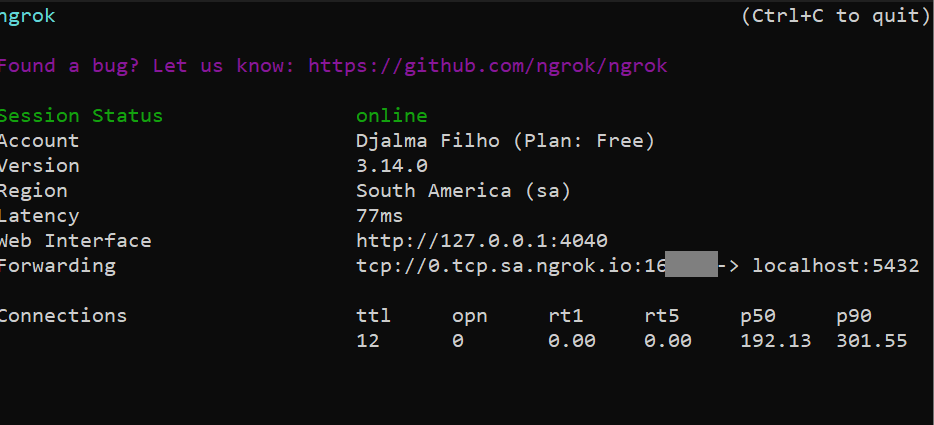 ngrok (Ctrl+C to quit)
Found a bug? Let us know: https://github.com/ngrok/ngrok
Session Status online
Account Djalma Filho (Plan: Free)
Version 3.14.0
Region South America (sa)
Latency 77ms
Web Interface http://127.0.0.1:4040
Forwarding tcp://0.tcp.sa.ngrok.io:16 -> localhost:5432
Connections ttl opn rt1 rt5 p50 p90
12 0 0.00 0.00 192.13 301.55